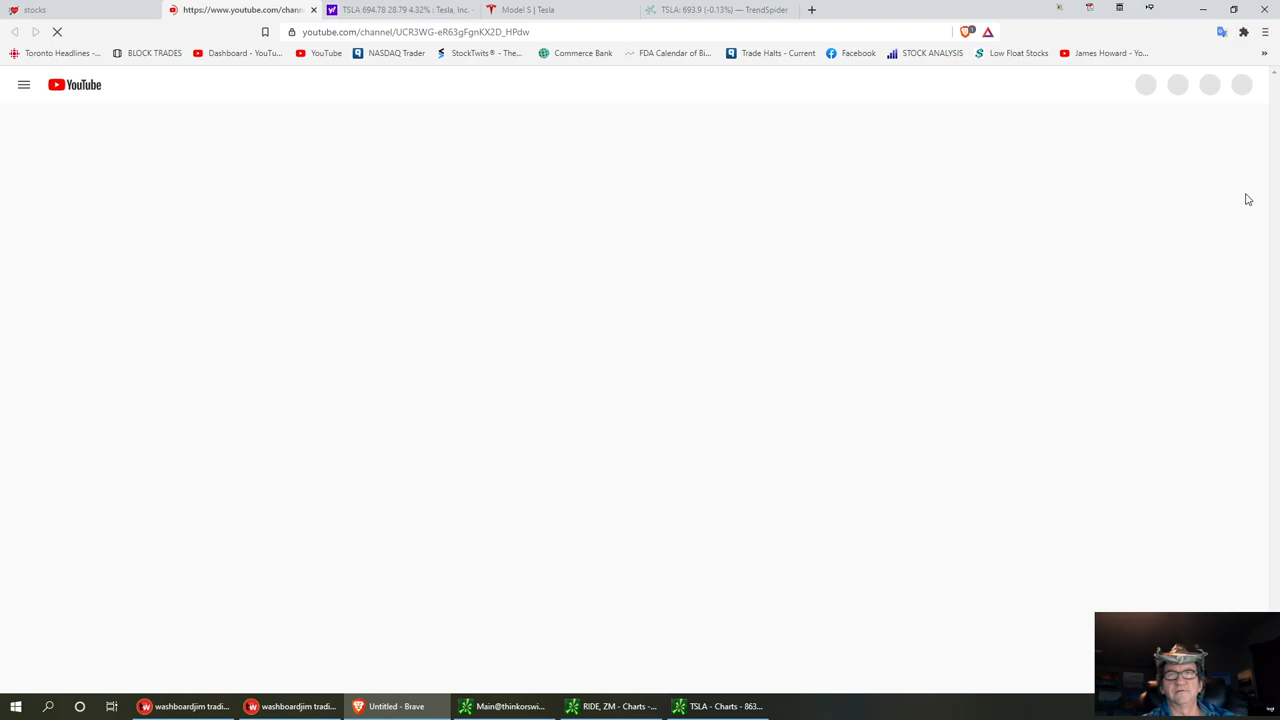 stocks
https://www.youtube.com/chann
TSLA 694.78 28.79 4.32% : Tesla, Inc. -
Model S | Tesla
TSLA: 693.9 (-0.13%) — TrendSpider
youtube.com/channel/UCR3WG-eR63gFgnKX2D_HPdw
Toronto Headlines -...
BLOCK TRADES
Dashboard - YouTu...
YouTube
NASDAQ Trader
StockTwits® - The...
Commerce Bank
FDA Calendar of Bi...
Trade Halts - Current
Facebook
STOCK ANALYSIS
Low Float Stocks
James Howard - Yo...
YouTube
washboardjim tradi...
washboardjim tradi...
Untitled - Brave
Main@thinkorswi...
RIDE, ZM - Charts -...
TSLA - Charts - 863...